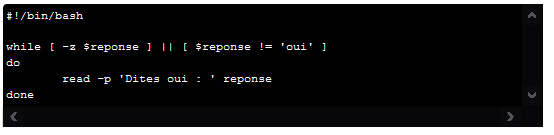 #!/bin/bash
while [ -z $reponse ] || [ $reponse != 'oui' ]
do
read -p 'Dites oui : ' reponse
done